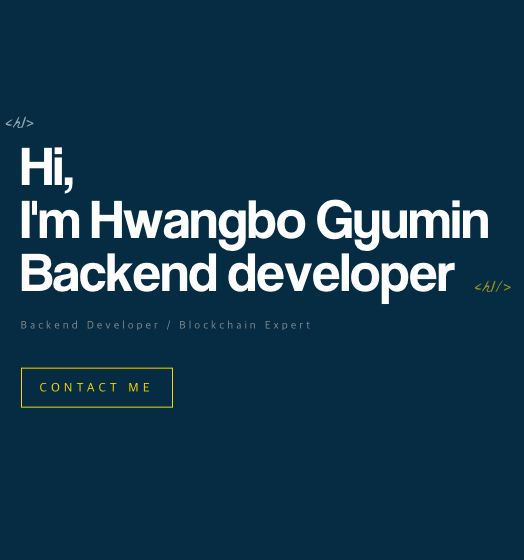 <h1>
Hi,
I'm Hwangbo Gyumin
Backend developer
<h1/>
Backend Developer / Blockchain Expert
CONTACT ME